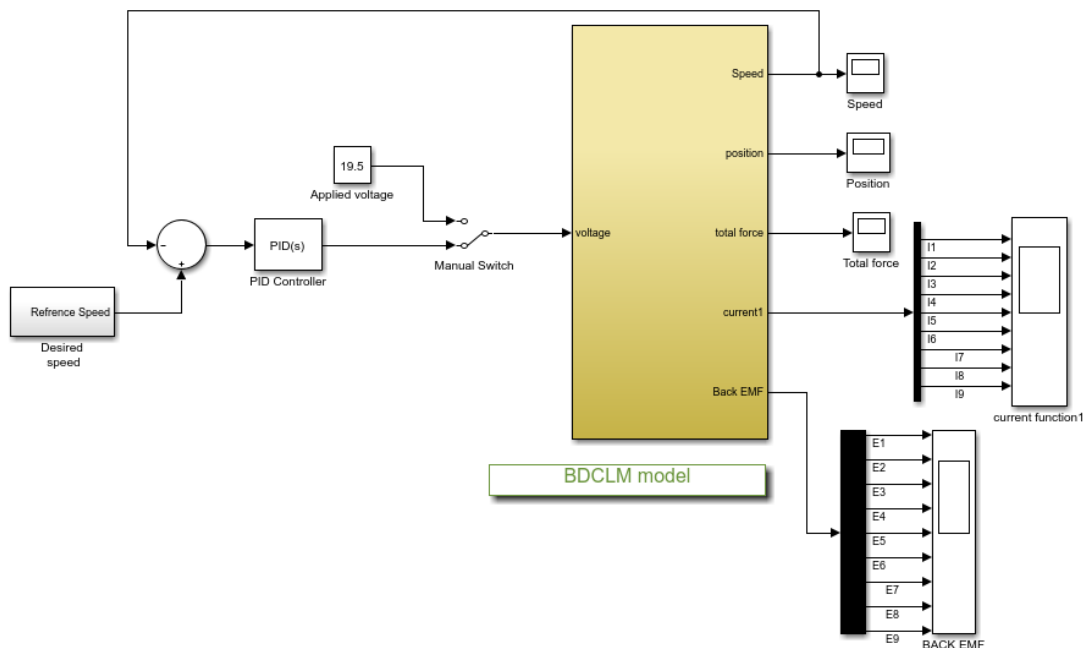 Speed
Speed
position
Position
19.5
Applied voltage
voltage
total force
Total force
−
+
PID(s)
PID Controller
Manual Switch
Refrence Speed
Desired
speed
current1
I1
I2
I3
I4
I5
I6
I7
I8
I9
current function1
Back EMF
BDCLM model
E1
E2
E3
E4
E5
E6
E7
E8
E9
BACK EMF